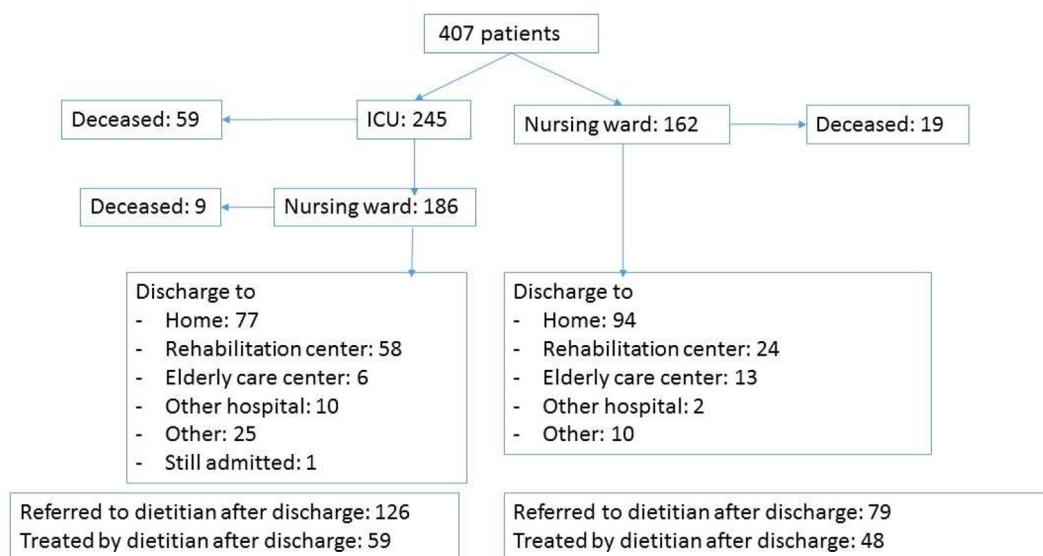 407 patients
Deceased: 59
ICU: 245
Nursing ward: 162
Deceased: 19
Deceased: 9
Nursing ward: 186
Discharge to
- Home: 77
- Rehabilitation center: 58
- Elderly care center: 6
- Other hospital: 10
- Other: 25
- Still admitted: 1
Discharge to
- Home: 94
- Rehabilitation center: 24
- Elderly care center: 13
- Other hospital: 2
- Other: 10
Referred to dietitian after discharge: 126
Treated by dietitian after discharge: 59
Referred to dietitian after discharge: 79
Treated by dietitian after discharge: 48